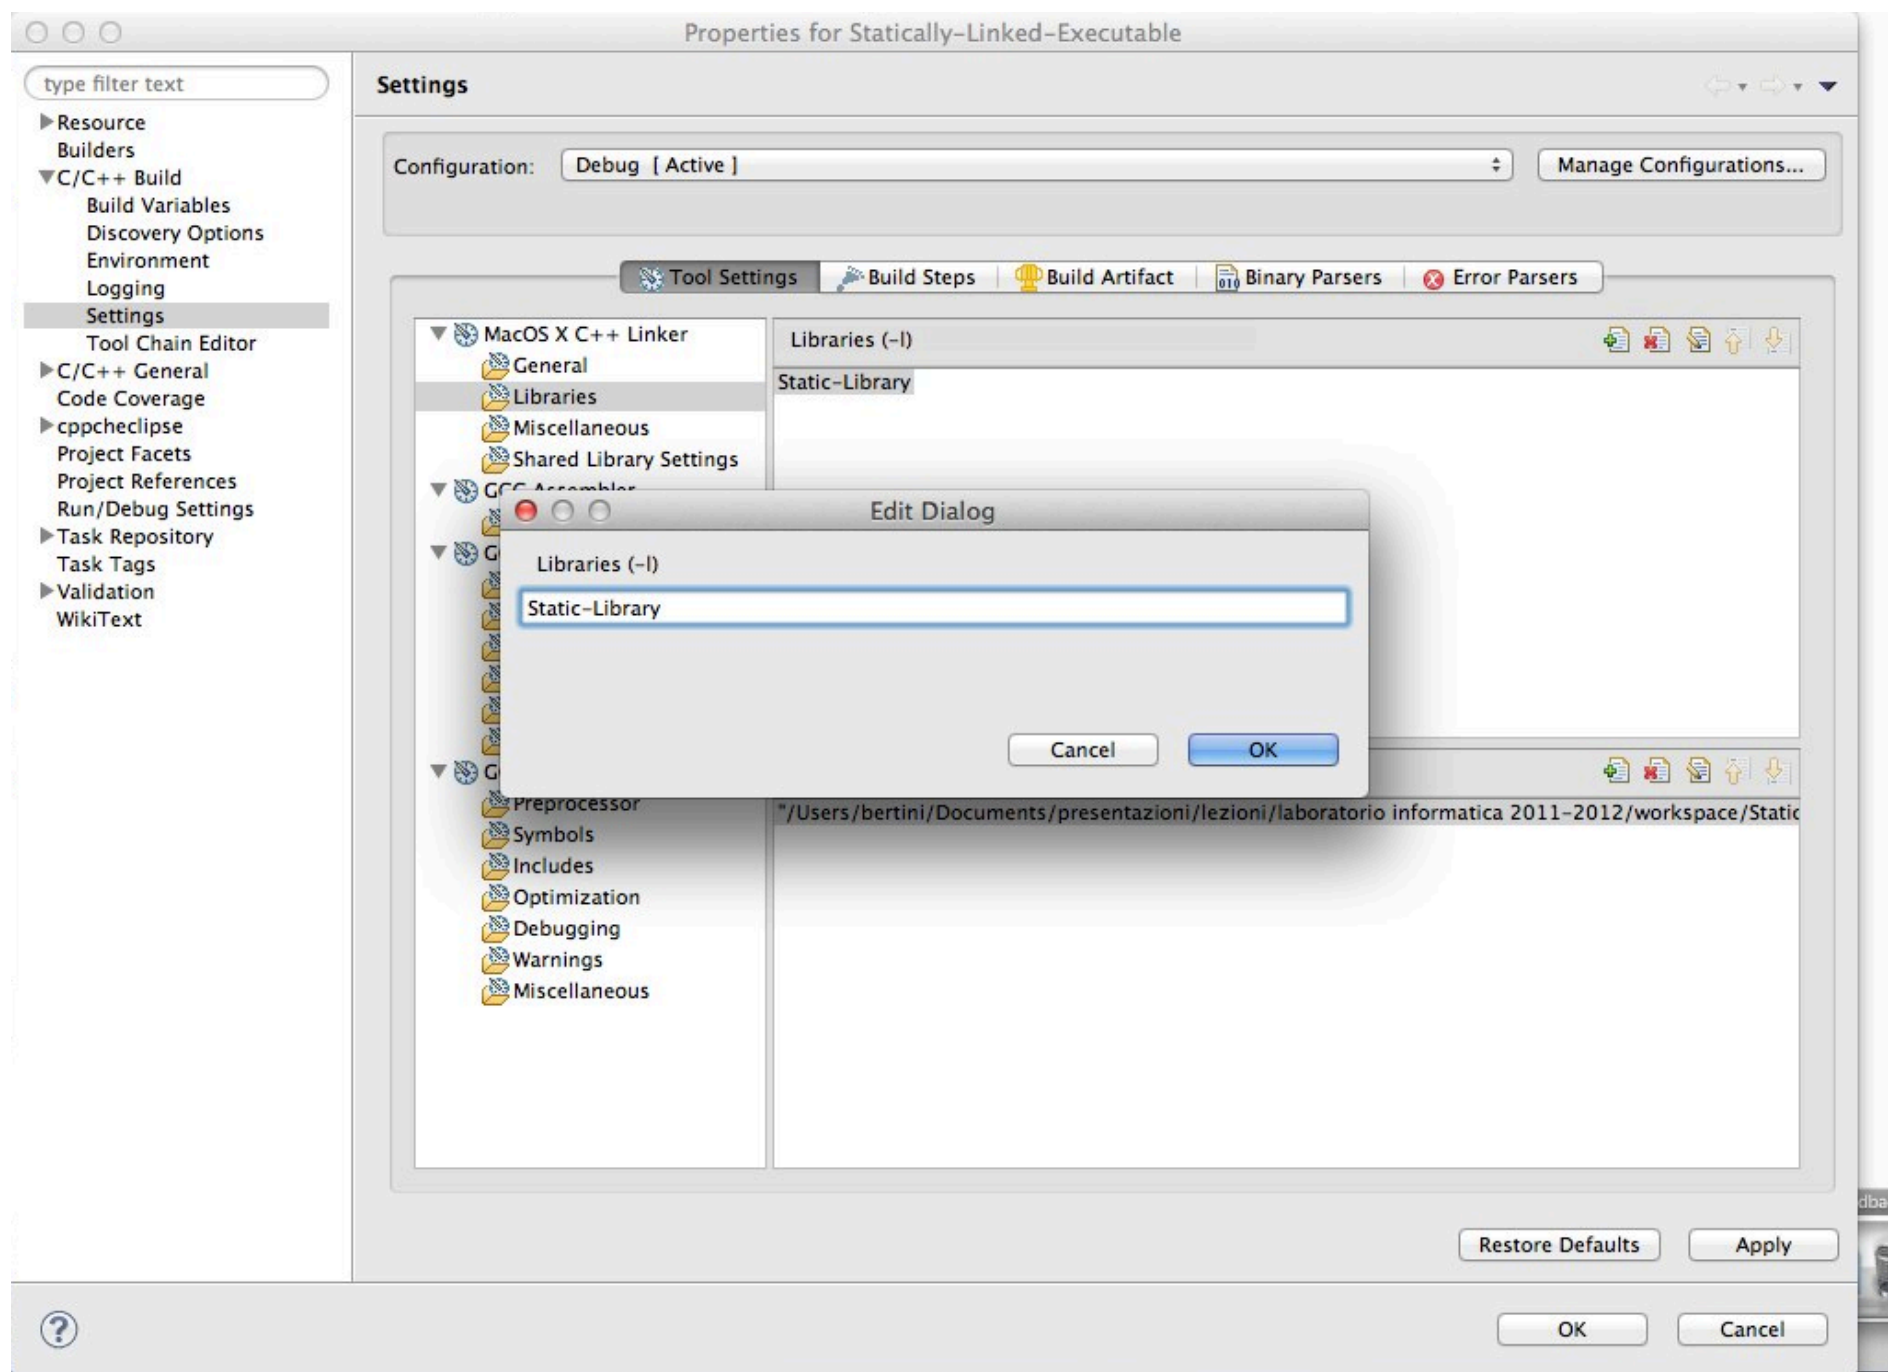 Properties for Statically-Linked-Executable
type filter text
Resource
Builders
C/C++ Build
Build Variables
Discovery Options
Environment
Logging
Settings
Tool Chain Editor
C/C++ General
Code Coverage
cppcheclipse
Project Facets
Project References
Run/Debug Settings
Task Repository
Task Tags
Validation
WikiText
Settings
Configuration:
Debug [ Active ]
Manage Configurations...
Tool Settings
Build Steps
Build Artifact
Binary Parsers
Error Parsers
MacOS X C++ Linker
General
Libraries
Miscellaneous
Shared Library Settings
GCC Assembler
Preprocessor
Symbols
Includes
Optimization
Debugging
Warnings
Miscellaneous
Libraries (-l)
Static-Library
Edit Dialog
Libraries (-l)
Static-Library
Cancel
OK
"/Users/bertini/Documents/presentazioni/lezioni/laboratorio informatica 2011-2012/workspace/Static
Restore Defaults
Apply
?
OK
Cancel